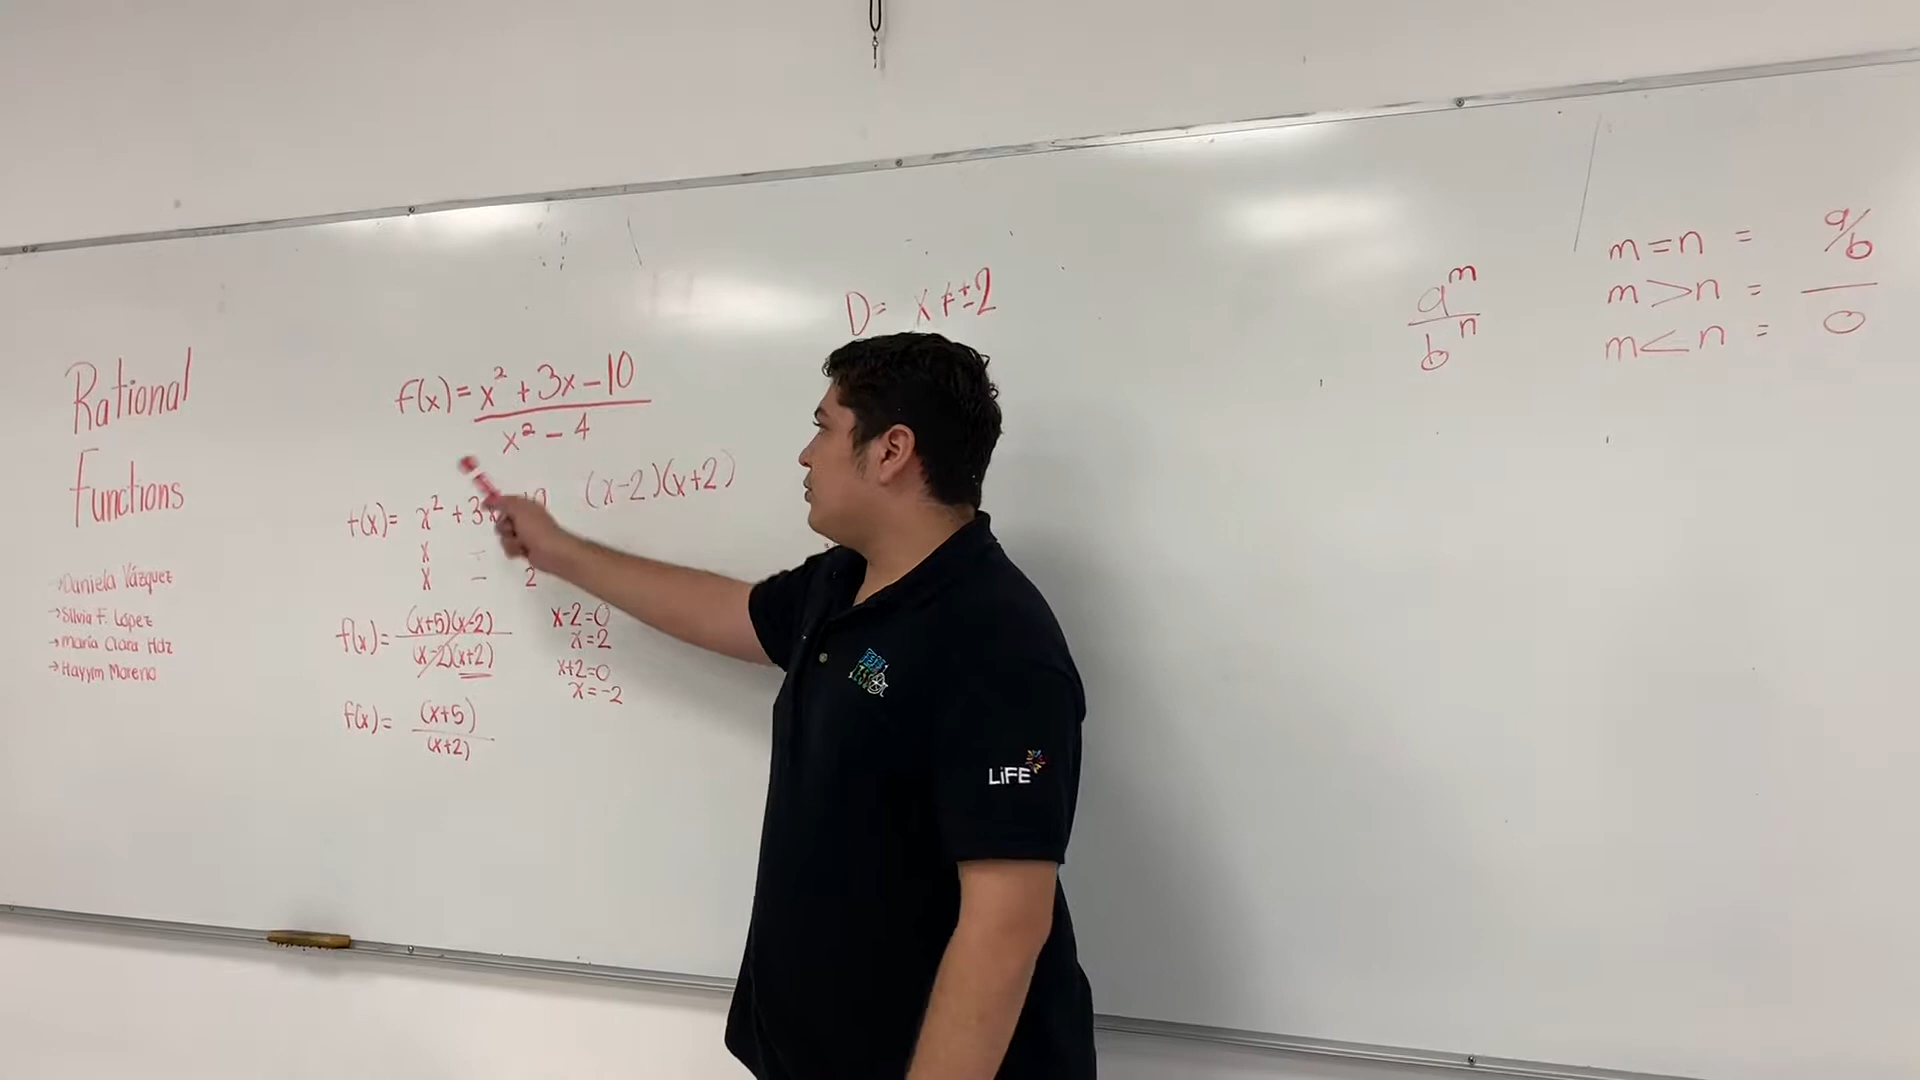 Rational
Functions
→Daniela Vázquez
→Silvia F. López
→María Clara Hdz
→Hayym Moreno
f(x)= x² + 3x - 10
x² - 4
(x-2)(x+2)
f(x)= x² + 3x
x
x - 2
f(x)= (x+5)(x-2)
(x-2)(x+2)
x-2=0
x=2
x+2=0
x=-2
f(x)= (x+5)
(x+2)
D= x ≠ ±2
LiFE
a^m
b^n
m=n = a/b
m>n = —
m<n = 0